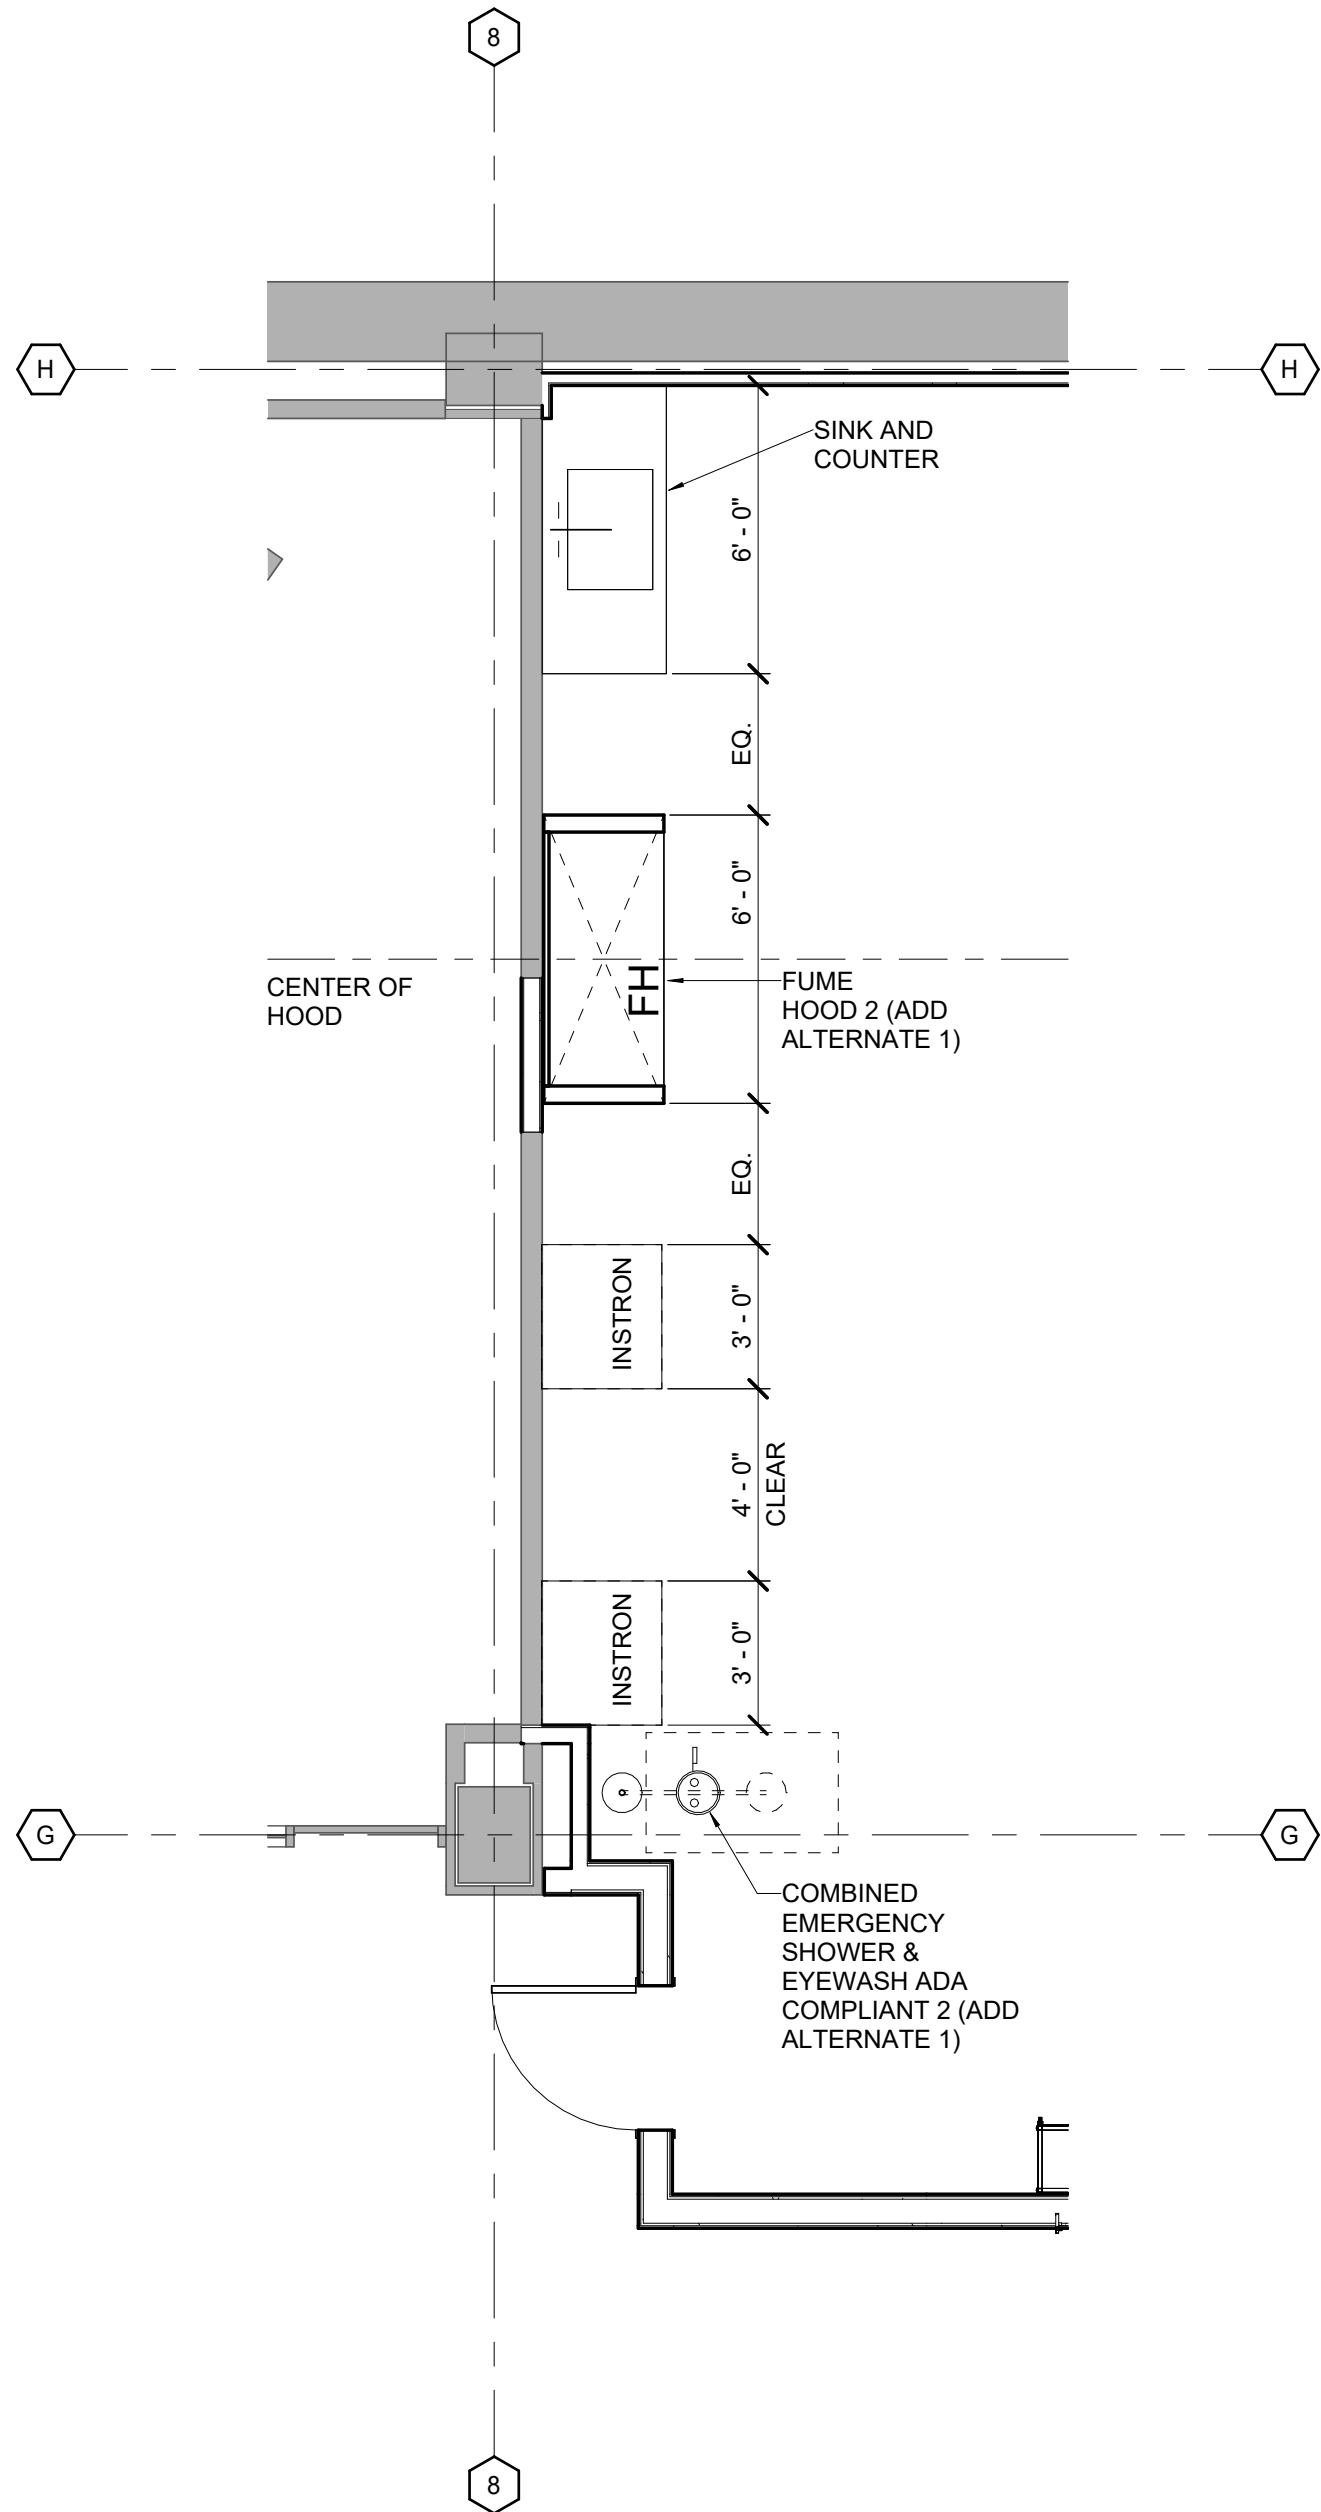 8
H
H
SINK AND
COUNTER
6' - 0"
EQ.
6' - 0"
CENTER OF
HOOD
FH
FUME
HOOD 2 (ADD
ALTERNATE 1)
EQ.
INSTRON
3' - 0"
4' - 0"
CLEAR
INSTRON
3' - 0"
G
G
COMBINED
EMERGENCY
SHOWER &
EYEWASH ADA
COMPLIANT 2 (ADD
ALTERNATE 1)
8